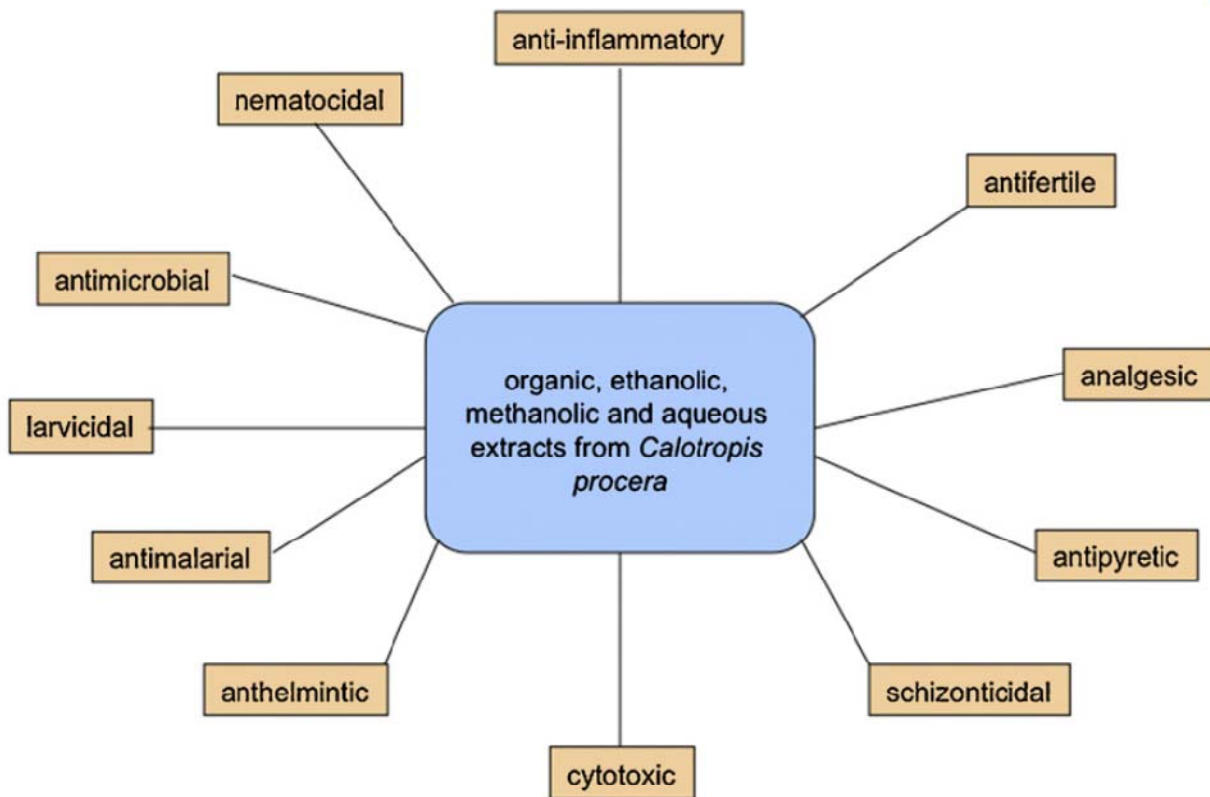 anti-inflammatory
nematocidal
antifertile
antimicrobial
organic, ethanolic,
methanolic and aqueous
extracts from Calotropis
procera
analgesic
larvicidal
antimalarial
antipyretic
anthelmintic
schizonticidal
cytotoxic